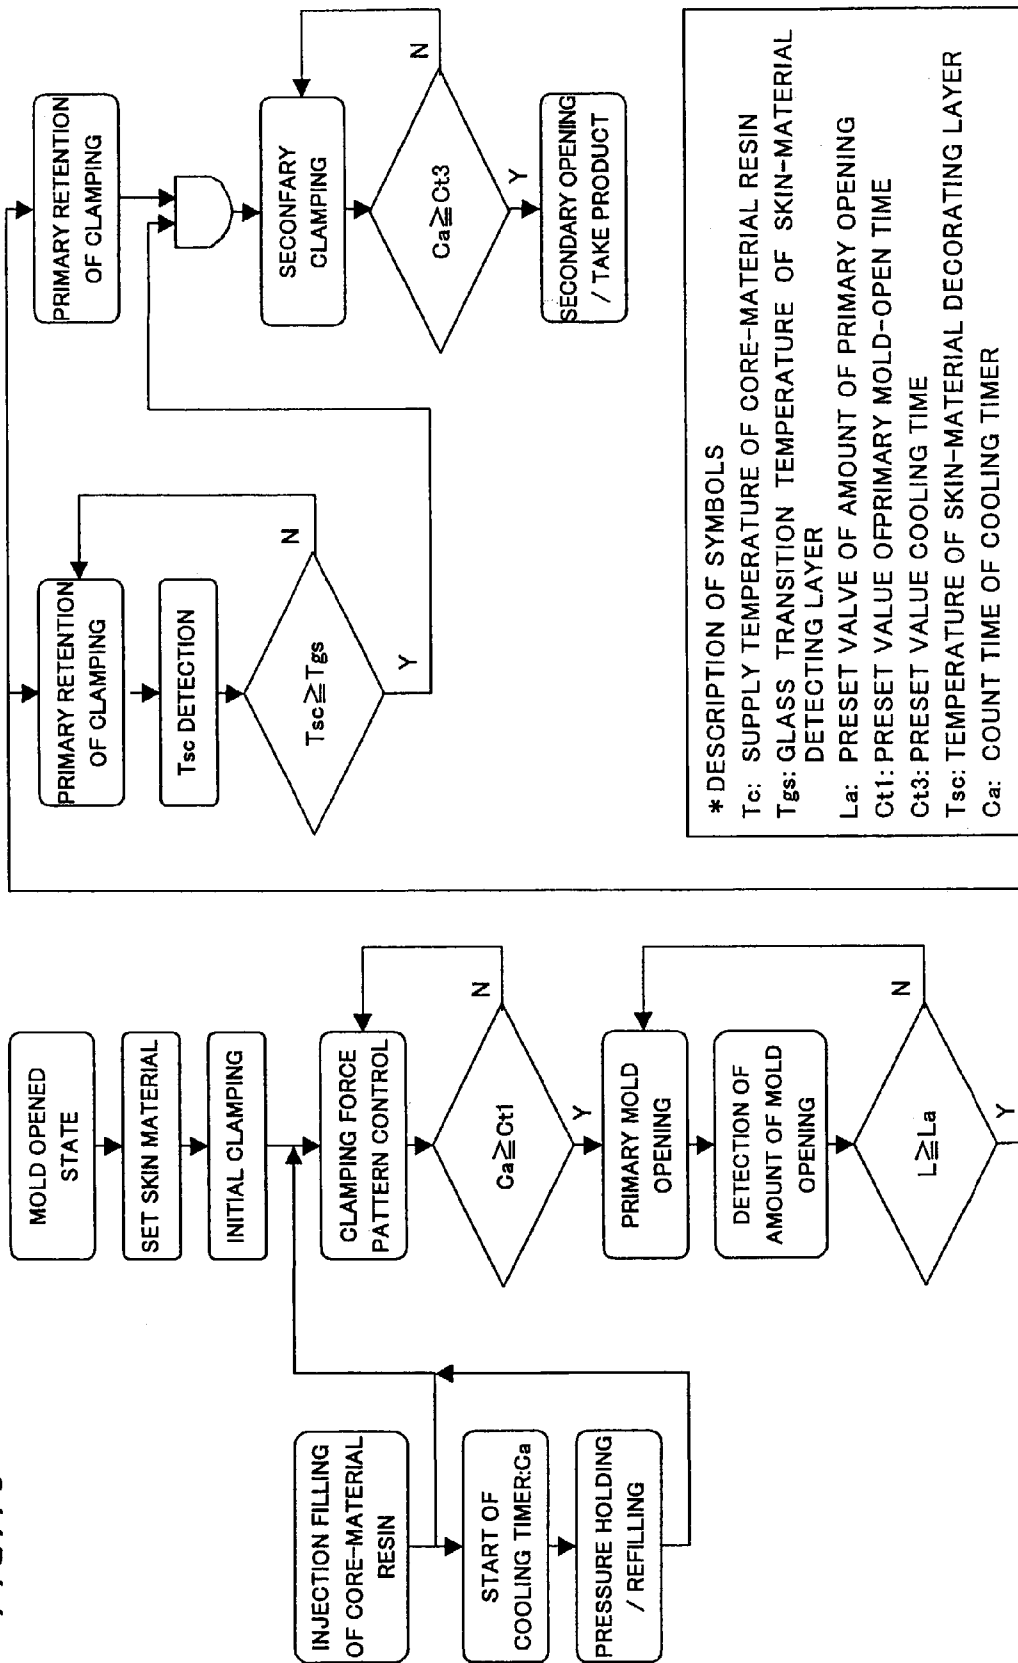 MOLD OPENED
STATE
SET SKIN MATERIAL
INITIAL CLAMPING
INJECTION FILLING
OF CORE-MATERIAL
RESIN
START OF
COOLING TIMER:Ca
PRESSURE HOLDING
/ REFILLING
CLAMPING FORCE
PATTERN CONTROL
Ca≧Ct1
N
Y
PRIMARY MOLD
OPENING
DETECTION OF
AMOUNT OF MOLD
OPENING
L≧La
N
Y
PRIMARY RETENTION
OF CLAMPING
Tsc DETECTION
Tsc≧Tgs
N
Y
PRIMARY RETENTION
OF CLAMPING
SECONFARY
CLAMPING
Ca≧Ct3
N
Y
SECONDARY OPENING
/ TAKE PRODUCT
* DESCRIPTION OF SYMBOLS
Tc: SUPPLY TEMPERATURE OF CORE-MATERIAL RESIN
Tgs: GLASS TRANSITION TEMPERATURE OF SKIN-MATERIAL
DETECTING LAYER
La: PRESET VALVE OF AMOUNT OF PRIMARY OPENING
Ct1: PRESET VALUE OFPRIMARY MOLD-OPEN TIME
Ct3: PRESET VALUE COOLING TIME
Tsc: TEMPERATURE OF SKIN-MATERIAL DECORATING LAYER
Ca: COUNT TIME OF COOLING TIMER